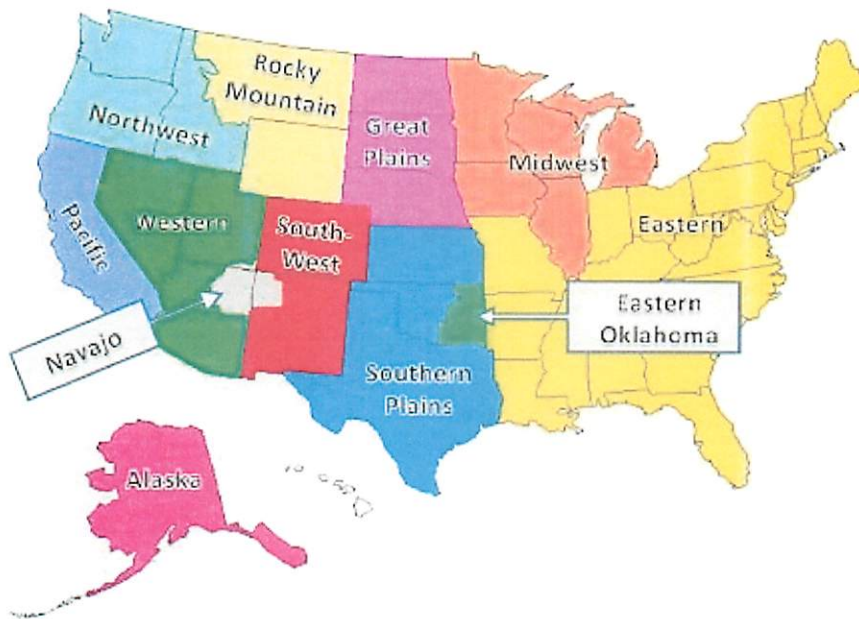 Rocky
Mountain
Northwest
Great
Plains
Midwest
Pacific
Western
South-
West
Eastern
Navajo
Eastern
Oklahoma
Southern
Plains
Alaska